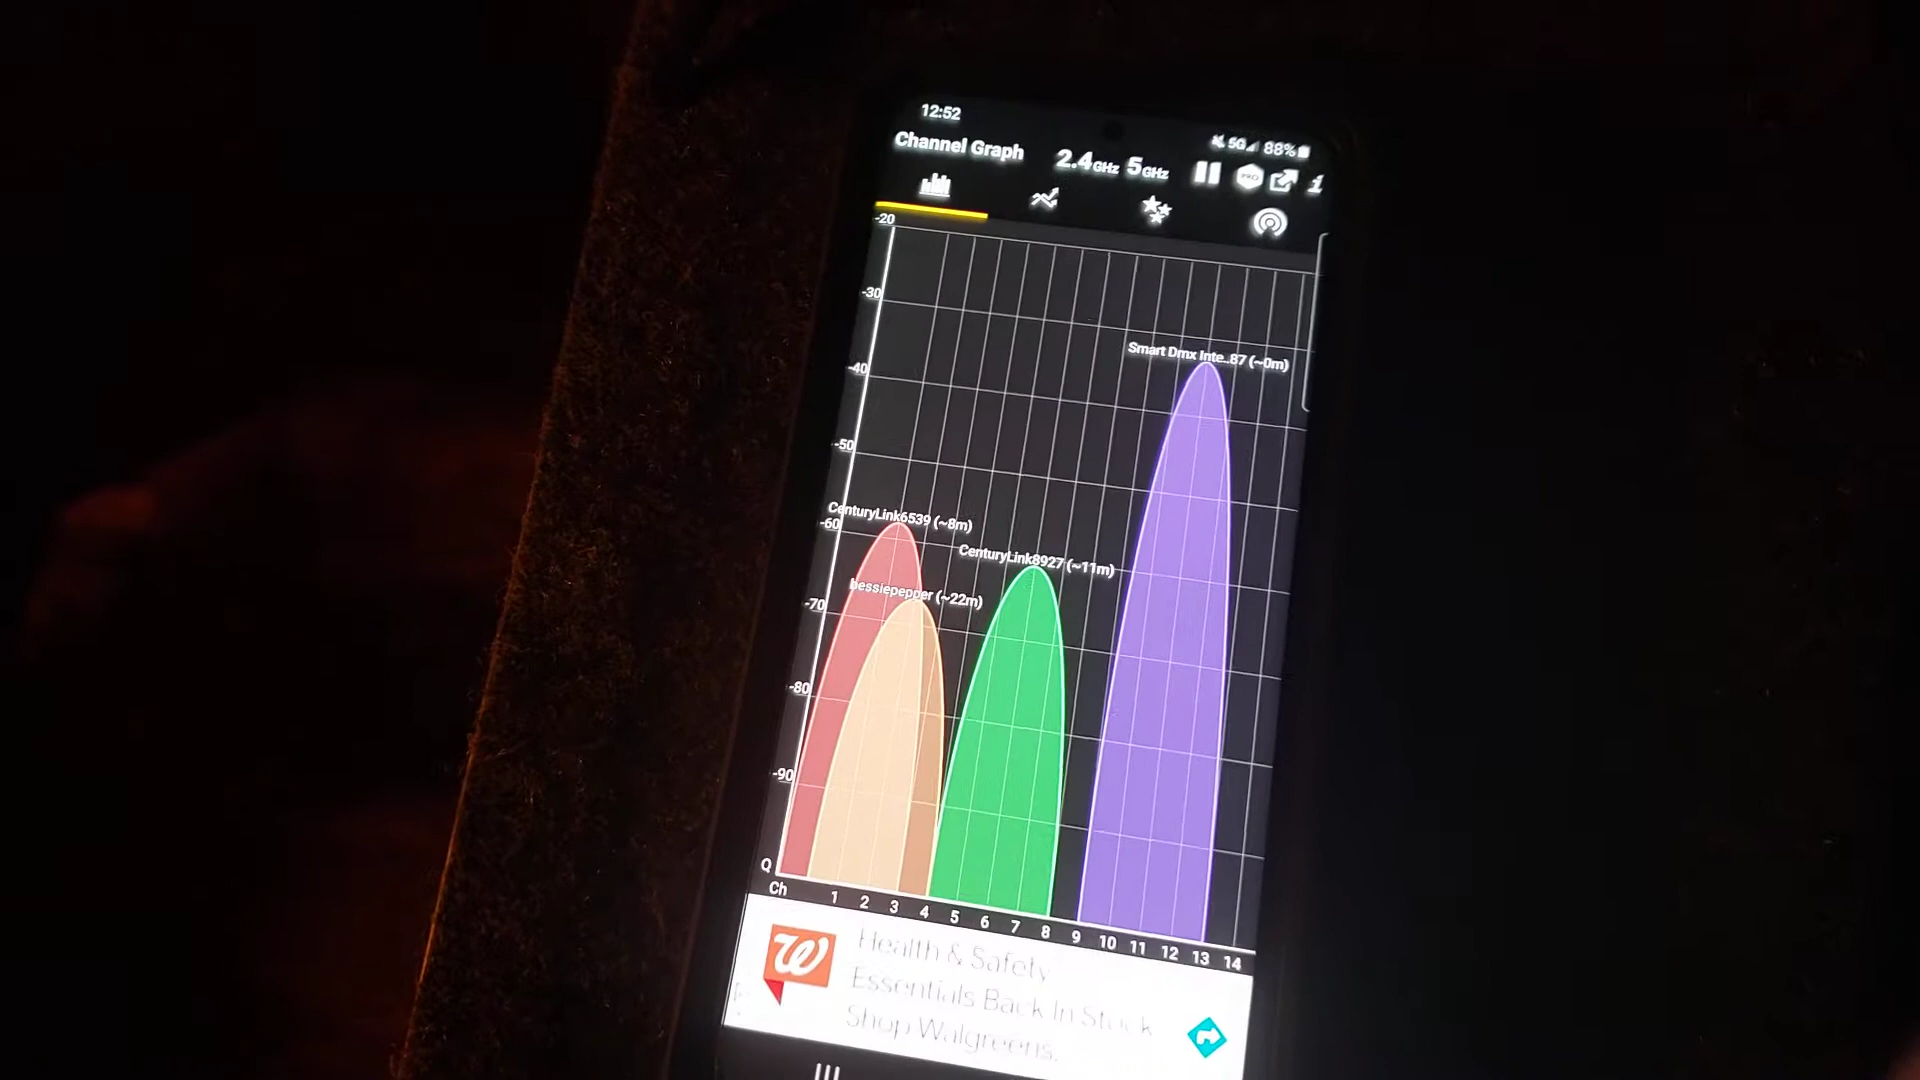 12:52
5G 88%
Channel Graph 2.4GHz 5GHz PRO i
-20
-30
-40
-50
-60
-70
-80
-90
Smart Dmx Inte..87 (~0m)
CenturyLink6539 (~8m)
CenturyLink8927 (~11m)
bessiepepper (~22m)
Q
Ch 1 2 3 4 5 6 7 8 9 10 11 12 13 14
W
Health & Safety
Essentials Back In Stock
Shop Walgreens.